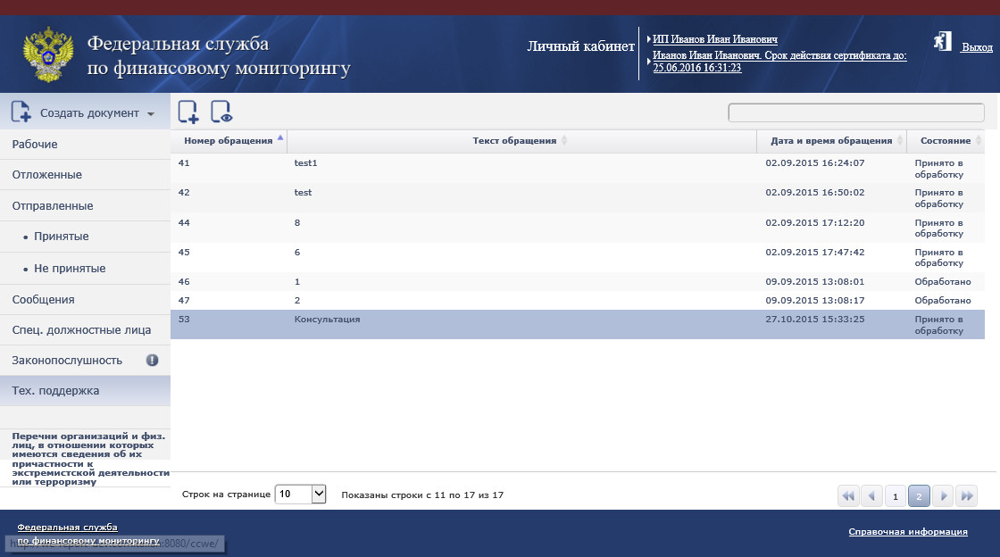 Федеральная служба
по финансовому мониторингу
Личный кабинет
ИП Иванов Иван Иванович
Иванов Иван Иванович. Срок действия сертификата до:
25.06.2016 16:31:23
Выход
Создать документ
Рабочие
Отложенные
Отправленные
Принятые
Не принятые
Сообщения
Спец. должностные лица
Законопослушность
Тех. поддержка
Перечни организаций и физ.
лиц, в отношении которых
имеются сведения об их
причастности к
экстремистской деятельности
или терроризму
Номер обращения Текст обращения Дата и время обращения Состояние
41 test1 02.09.2015 16:24:07 Принято в
обработку
42 test 02.09.2015 16:50:02 Принято в
обработку
44 8 02.09.2015 17:12:20 Принято в
обработку
45 6 02.09.2015 17:47:42 Принято в
обработку
46 1 09.09.2015 13:08:01 Обработано
47 2 09.09.2015 13:08:17 Обработано
53 Консультация 27.10.2015 15:33:25 Принято в
обработку
Строк на странице 10 Показаны строки с 11 по 17 из 17
1 2
Федеральная служба
по финансовому мониторингу
:8080/ccwe/
Справочная информация